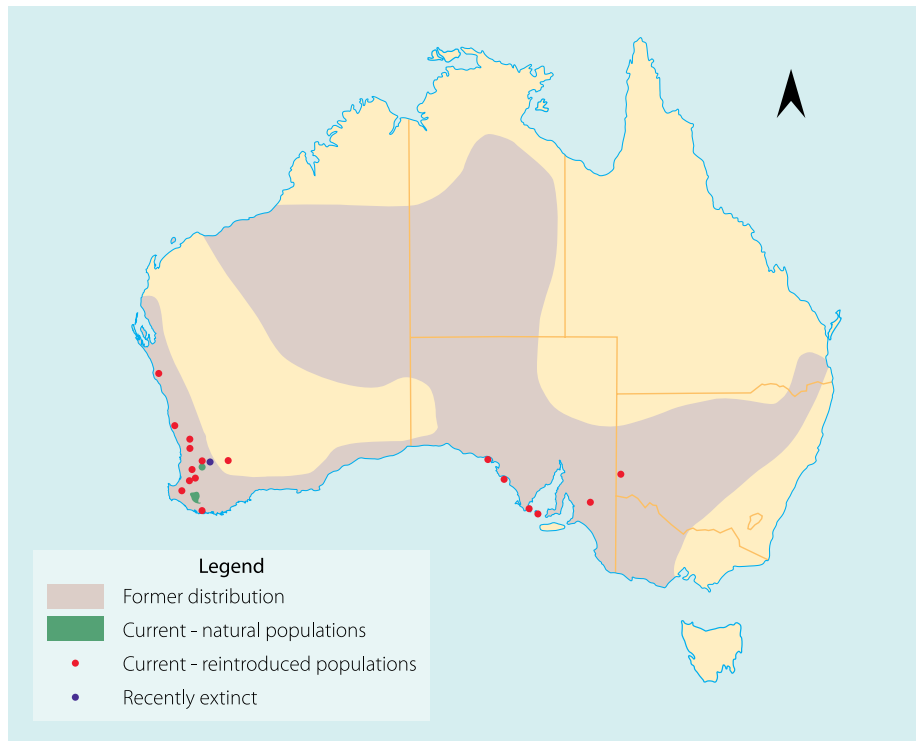 Legend
Former distribution
Current - natural populations
Current - reintroduced populations
Recently extinct